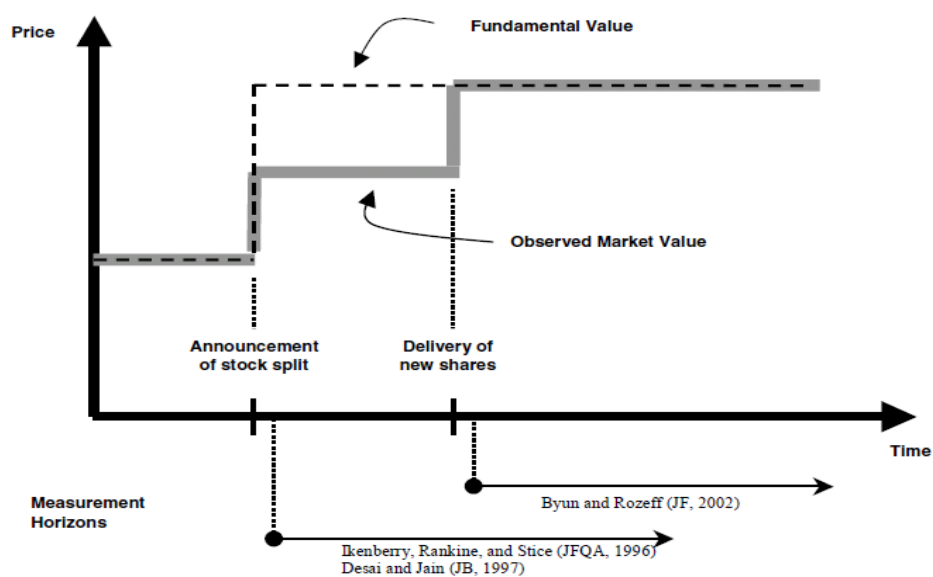 Price
Fundamental Value
Observed Market Value
Announcement
of stock split
Delivery of
new shares
Time
Measurement
Horizons
Byun and Rozeff (JF, 2002)
Ikenberry, Rankine, and Stice (JFQA, 1996)
Desai and Jain (JB, 1997)